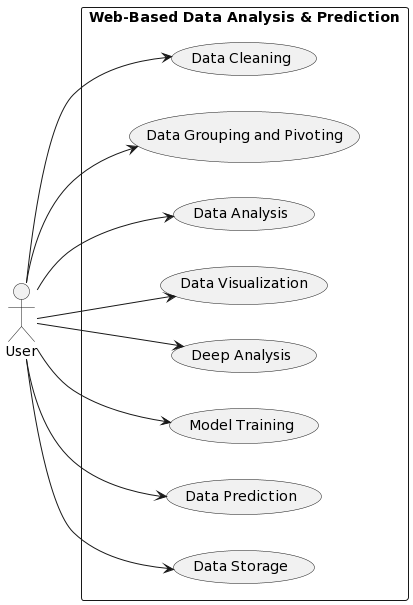 Web-Based Data Analysis & Prediction
Data Cleaning
Data Grouping and Pivoting
Data Analysis
Data Visualization
Deep Analysis
User
Model Training
Data Prediction
Data Storage